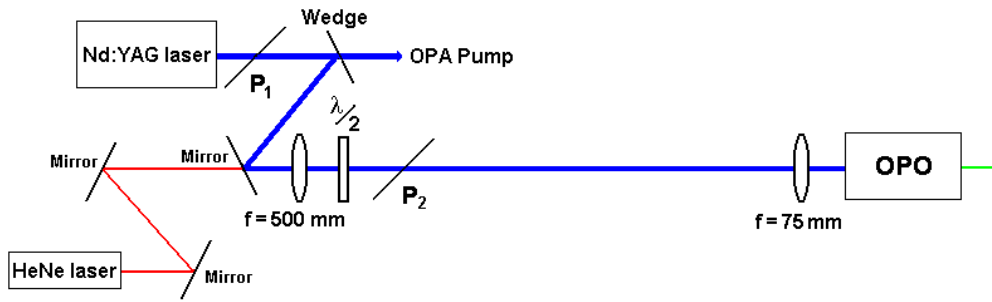 Wedge
Nd:YAG laser
OPA Pump
P1
λ/2
Mirror
Mirror
OPO
P2
f = 500 mm
f = 75 mm
HeNe laser
Mirror